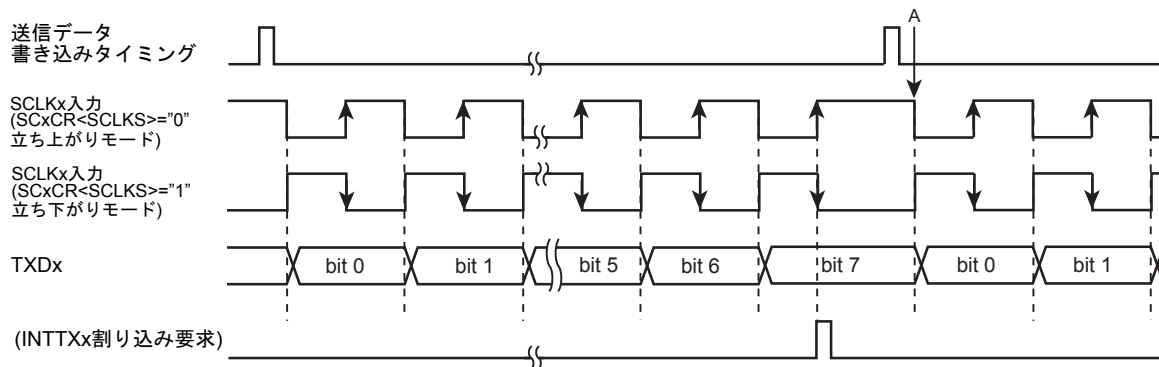 送信データ
書き込みタイミング
A
SCLKx入力
(SCxCR<SCLKS>="0"
立ち上がりモード)
SCLKx入力
(SCxCR<SCLKS>="1"
立ち下がりモード)
TXDx
bit 0
bit 1
bit 5
bit 6
bit 7
bit 0
bit 1
(INTTXx割り込み要求)